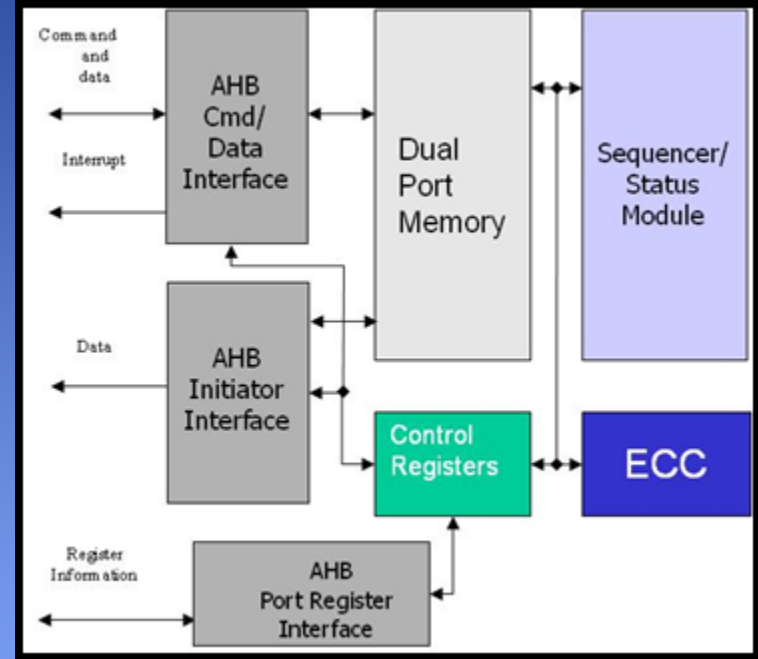 Command
and
data
Interrupt
AHB
Cmd/
Data
Interface
Dual
Port
Memory
Sequencer/
Status
Module
Data
AHB
Initiator
Interface
Control
Registers
ECC
Register
Information
AHB
Port Register
Interface